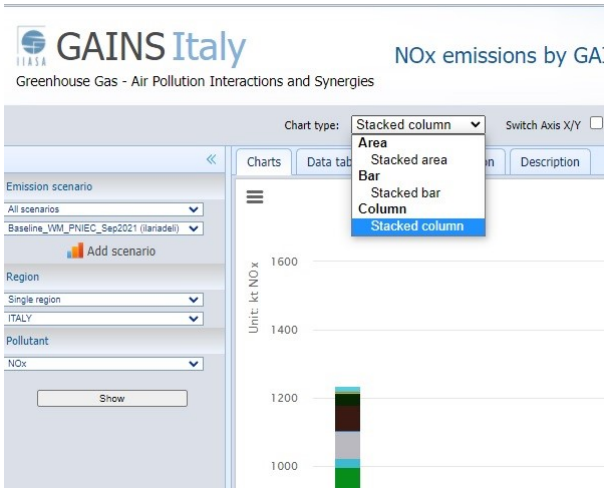 IIASA
GAINS Italy
Greenhouse Gas - Air Pollution Interactions and Synergies
NOx emissions by
Chart type: Stacked column Switch Axis X/Y
Area
Stacked area
Bar
Stacked bar
Column
Stacked column
Charts Data Description
Emission scenario
All scenarios
Baseline_WM_PNIEC_Sep2021 (ilariadeli)
Add scenario
Region
Single region
ITALY
Pollutant
NOx
Show
Unit: kt NOx
1600
1400
1200
1000